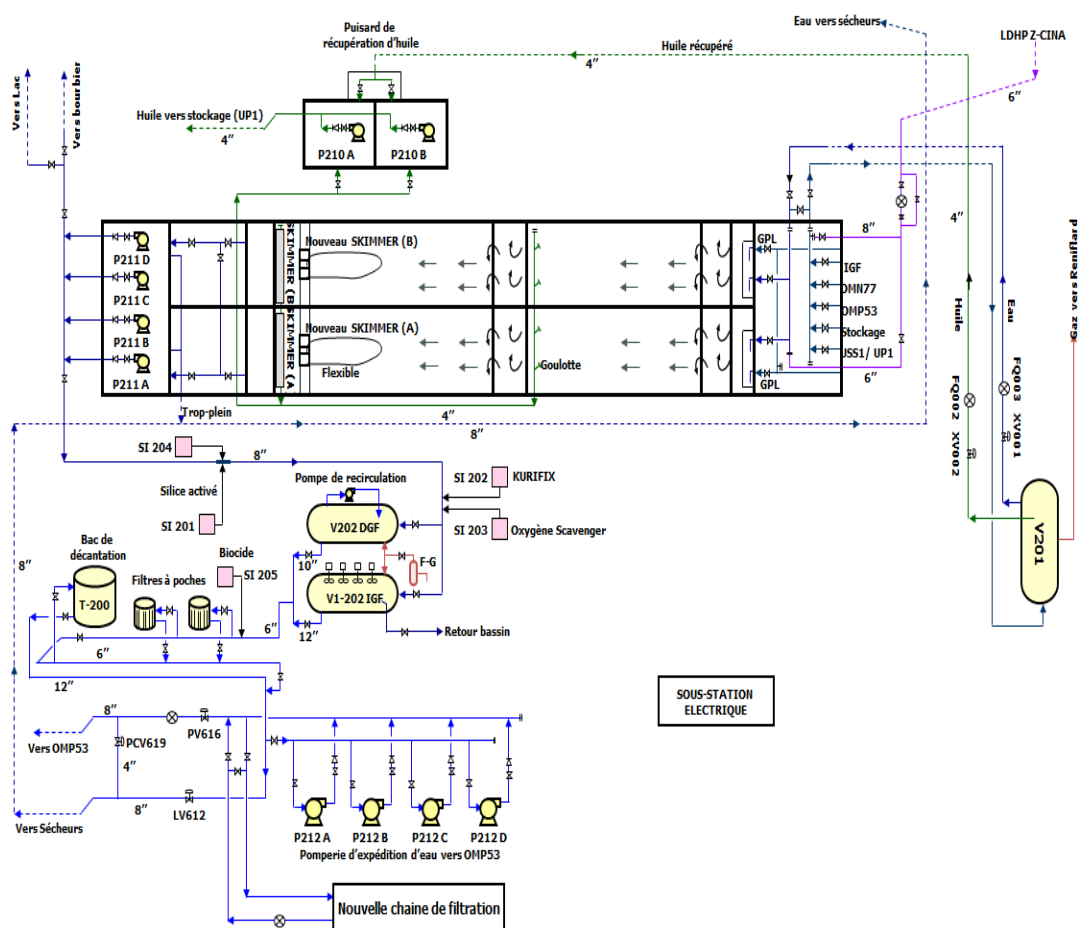 Eau vers sécheurs
Puisard de
récupération d'huile
Huile récupéré
LDHP Z-CINA
4"
6"
Vers Lac
Vers bourbier
Huile vers stockage (UP1)
4"
P210 A
P210 B
P211 D
P211 C
P211 B
P211 A
SKIMMER (B)
SKIMMER (A)
Nouveau SKIMMER (B)
Nouveau SKIMMER (A)
Flexible
Goulotte
GPL
GPL
8"
IGF
OMN77
OMP53
Stockage
USS1/ UP1
6"
4"
Huile
Eau
FQ002
XV002
FQ003
XV001
V201
Trop-plein
4"
8"
SI 204
8"
Silice activé
SI 201
Pompe de recirculation
SI 202
KURIFIX
SI 203
Oxygène Scavenger
V202 DGF
10"
F-G
V1-202 IGF
12"
Retour bassin
Bac de
décantation
T-200
Filtres à poches
Biocide
SI 205
6"
6"
8"
12"
8"
Vers OMP53
PCV619
PV616
4"
8"
LV612
Vers Sécheurs
P212 A
P212 B
P212 C
P212 D
Pomperie d'expédition d'eau vers OMP53
SOUS-STATION
ELECTRIQUE
Nouvelle chaine de filtration